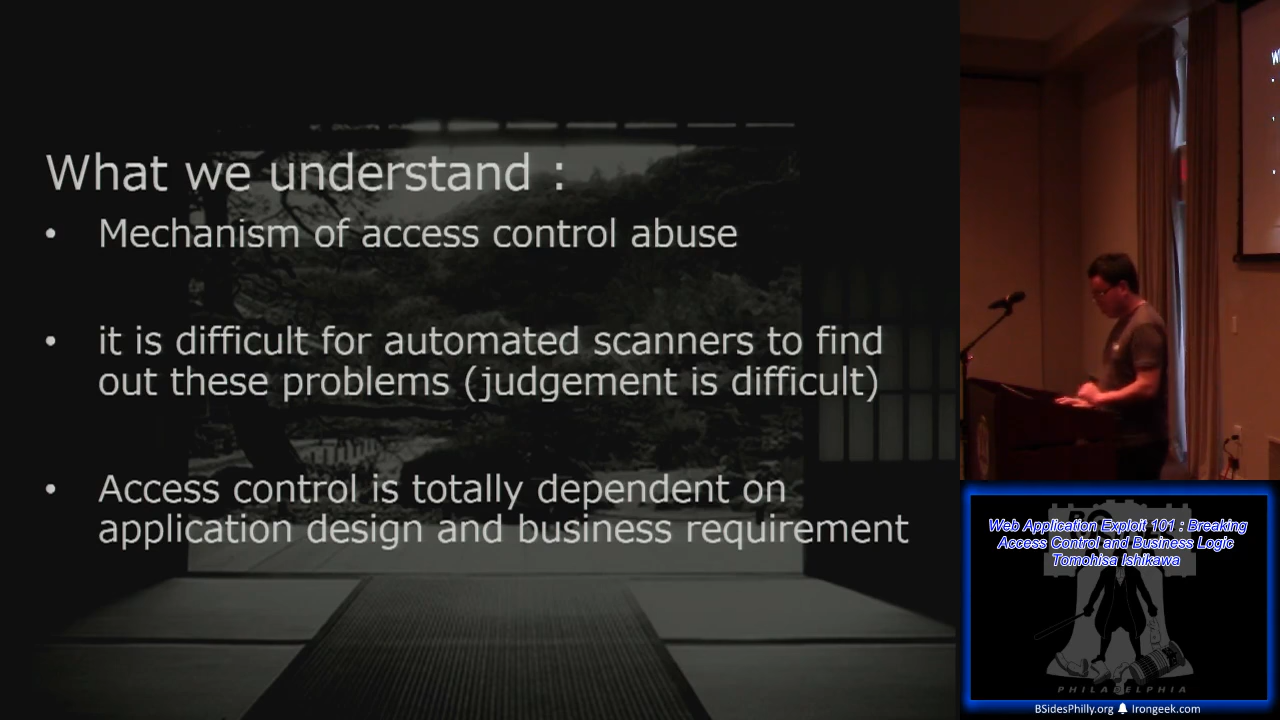 What we understand :
• Mechanism of access control abuse
• it is difficult for automated scanners to find
out these problems (judgement is difficult)
• Access control is totally dependent on
application design and business requirement
Web Application Exploit 101 : Breaking
Access Control and Business Logic
Tomohisa Ishikawa
PHILADELPHIA
BSidesPhilly.org Irongeek.com